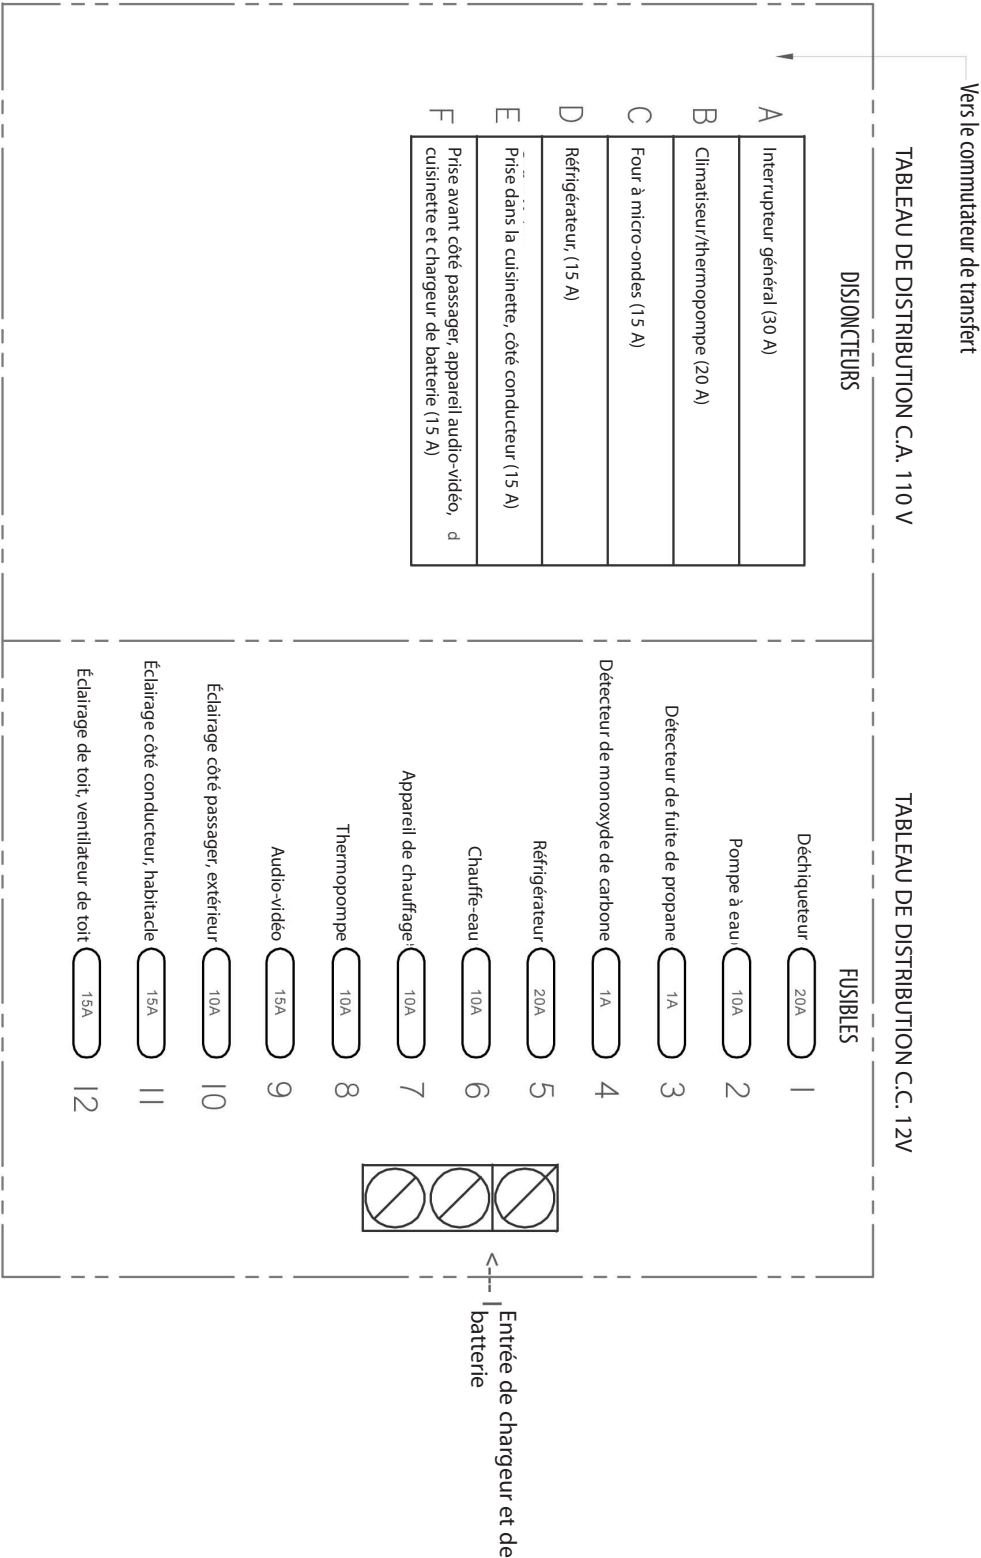 Vers le commutateur de transfert
TABLEAU DE DISTRIBUTION C.A. 110 V
DISJONCTEURS
A
Interrupteur général (30 A)
B
Climatiseur/thermopompe (20 A)
C
Four à micro-ondes (15 A)
D
Réfrigérateur, (15 A)
E
Prise dans la cuisinette, côté conducteur (15 A)
F
Prise avant côté passager, appareil audio-vidéo, d
cuisinette et chargeur de batterie (15 A)
TABLEAU DE DISTRIBUTION C.C. 12V
FUSIBLES
Déchiqueteur 20A 1
Pompe à eau 10A 2
Détecteur de fuite de propane 1A 3
Détecteur de monoxyde de carbone 1A 4
Réfrigérateur 20A 5
Chauffe-eau 10A 6
Appareil de chauffage 10A 7
Thermopompe 10A 8
Audio-vidéo 15A 9
Éclairage côté passager, extérieur 10A 10
Éclairage côté conducteur, habitacle 15A 11
Éclairage de toit, ventilateur de toit 15A 12
Entrée de chargeur et de
batterie